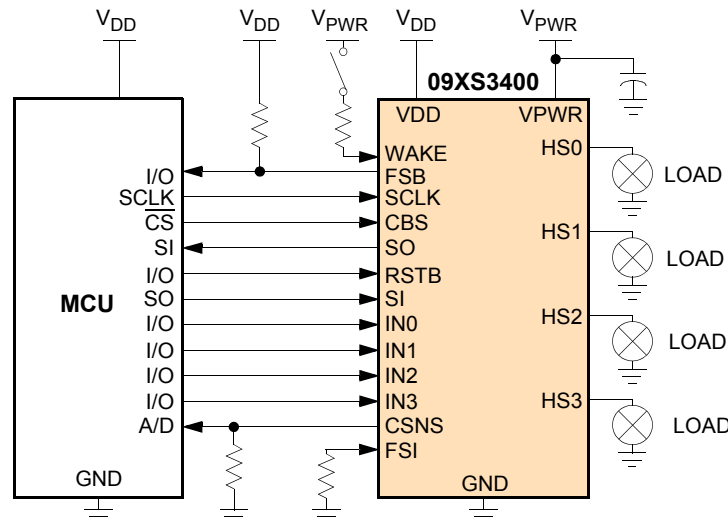 VDD VDD VPWR VDD VPWR
09XS3400
VDD VPWR
WAKE HS0
I/O FSB LOAD
SCLK SCLK
CS CBS
SI SO HS1
LOAD
I/O RSTB
MCU SO SI
I/O IN0 HS2
I/O IN1 LOAD
I/O IN2
I/O IN3 HS3
A/D CSNS LOAD
FSI
GND GND